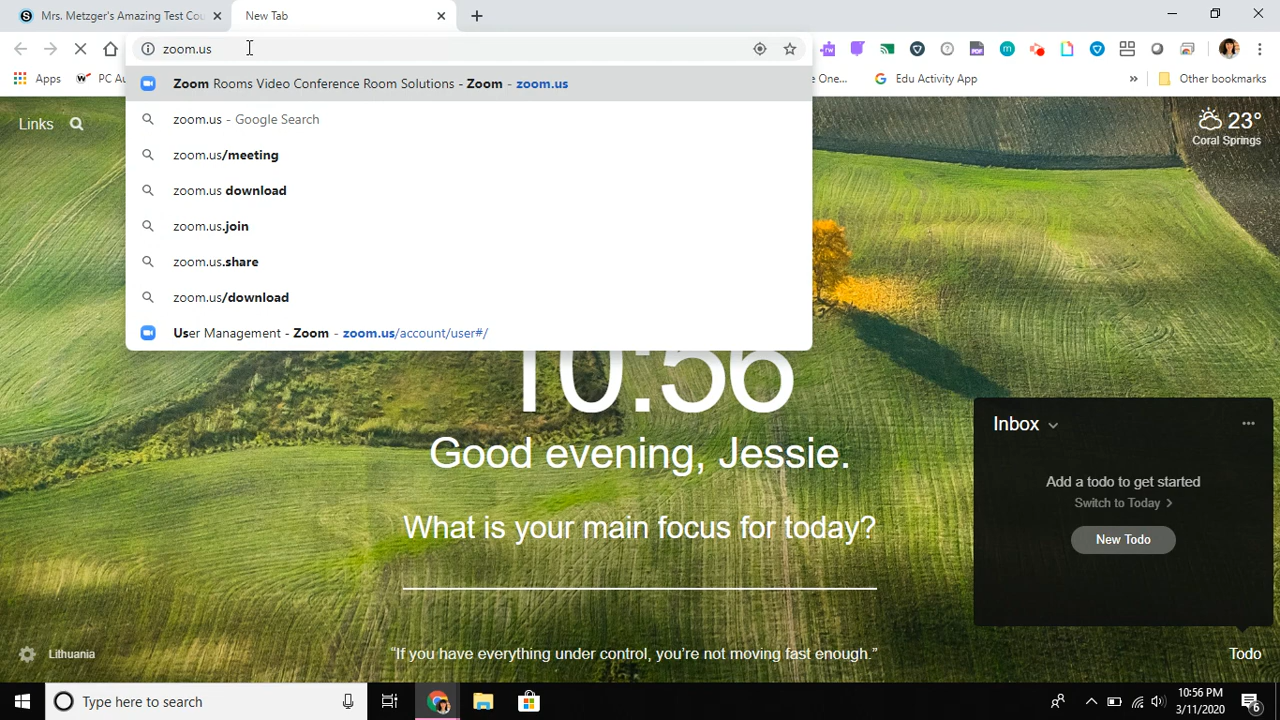 Mrs. Metzger's Amazing Test Cou
New Tab
zoom.us
Apps
PC Au
e One...
Edu Activity App
»
Other bookmarks
Zoom Rooms Video Conference Room Solutions - Zoom - zoom.us
zoom.us - Google Search
zoom.us/meeting
zoom.us download
zoom.us.join
zoom.us.share
zoom.us/download
User Management - Zoom - zoom.us/account/user#/
Links
23°
Coral Springs
10:56
Good evening, Jessie.
What is your main focus for today?
Inbox
Add a todo to get started
Switch to Today >
New Todo
Lithuania
“If you have everything under control, you’re not moving fast enough.”
Todo
Type here to search
10:56 PM
3/11/2020
6